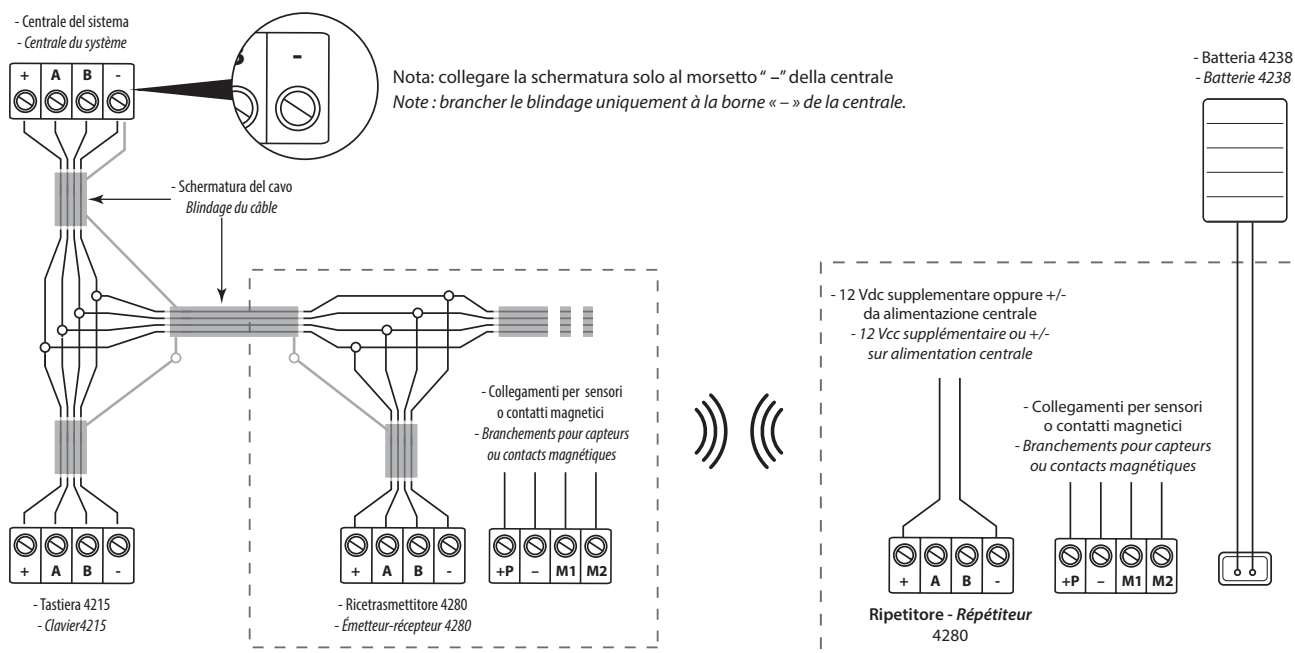 - Centrale del sistema
- Centrale du système
+ A B -
B -
Nota: collegare la schermatura solo al morsetto “ –” della centrale
Note : brancher le blindage uniquement à la borne « – » de la centrale.
- Batteria 4238
- Batterie 4238
- Schermatura del cavo
Blindage du câble
- 12 Vdc supplementare oppure +/-
da alimentazione centrale
- 12 Vcc supplémentaire ou +/-
sur alimentation centrale
- Collegamenti per sensori
o contatti magnetici
- Branchements pour capteurs
ou contacts magnétiques
- Collegamenti per sensori
o contatti magnetici
- Branchements pour capteurs
ou contacts magnétiques
+ A B -
+ A B -
+P – M1 M2
+ A B -
+P – M1 M2
- Tastiera 4215
- Clavier4215
- Ricetrasmettitore 4280
- Émetteur-récepteur 4280
Ripetitore - Répétiteur
4280